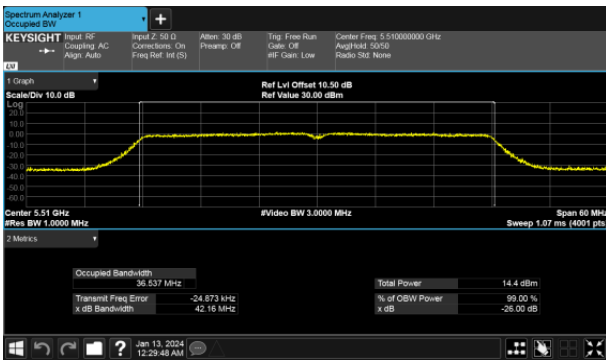 Spectrum Analyzer 1
Occupied BW
+
KEYSIGHT
Input: RF
Coupling: AC
Align: Auto
Input Z: 50 Ω
Corrections: On
Freq Ref: Int (S)
Atten: 30 dB
Preamp: Off
Trig: Free Run
Gate: Off
#IF Gain: Low
Center Freq: 5.510000000 GHz
Avg|Hold: 50/50
Radio Std: None
LXI
1 Graph
Scale/Div 10.0 dB
Ref Lvl Offset 10.50 dB
Ref Value 30.00 dBm
Log
20.0
10.0
0.00
-10.0
-20.0
-30.0
-40.0
-50.0
-60.0
Center 5.51 GHz
#Res BW 1.0000 MHz
#Video BW 3.0000 MHz
Span 60 MHz
Sweep 1.07 ms (4001 pts)
2 Metrics
Occupied Bandwidth
36.537 MHz
Transmit Freq Error -24.873 kHz
x dB Bandwidth 42.16 MHz
Total Power 14.4 dBm
% of OBW Power 99.00 %
x dB -26.00 dB
?
Jan 13, 2024
12:29:48 AM